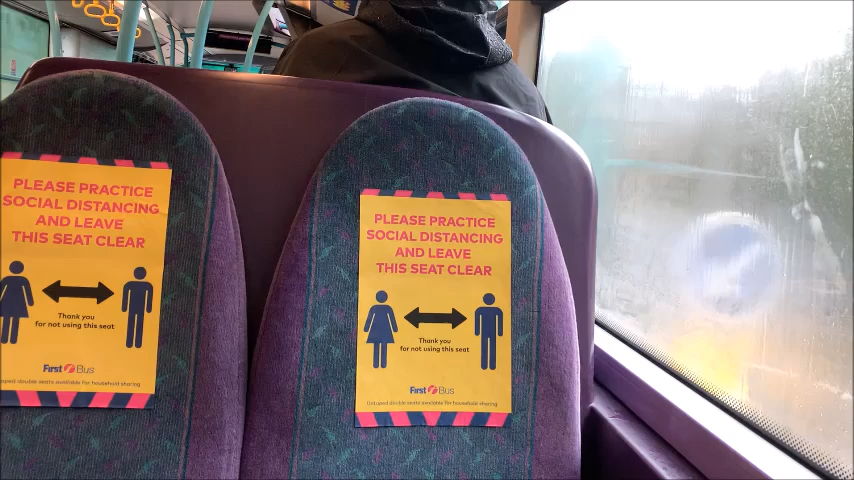 PLEASE PRACTICE
SOCIAL DISTANCING
AND LEAVE
THIS SEAT CLEAR
Thank you
for not using this seat
First Bus
taped double seats available for household sharing
PLEASE PRACTICE
SOCIAL DISTANCING
AND LEAVE
THIS SEAT CLEAR
Thank you
for not using this seat
First Bus
Untaped double seats available for household sharing